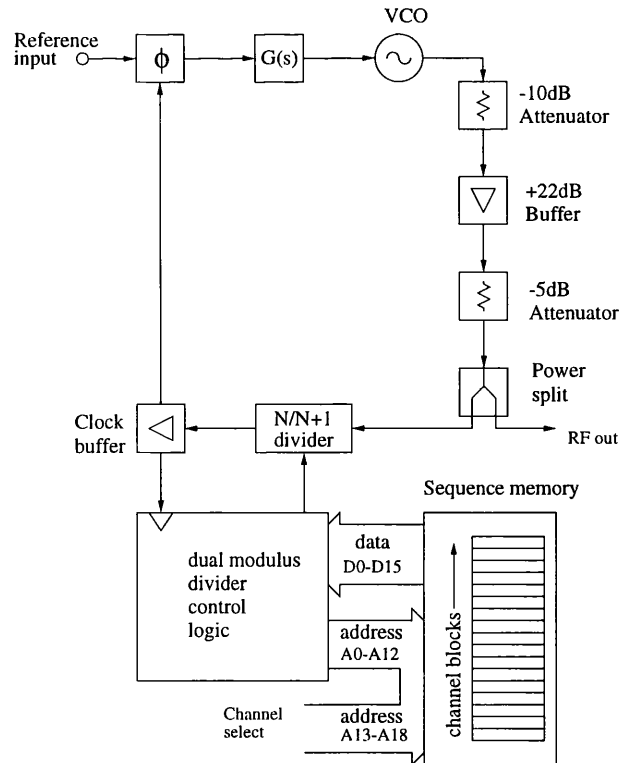 VCO
Reference
input
ϕ
G(s)
-10dB
Attenuator
+22dB
Buffer
-5dB
Attenuator
Power
split
Clock
buffer
N/N+1
divider
RF out
Sequence memory
dual modulus
divider
control
logic
data
D0-D15
address
A0-A12
channel blocks
Channel
select
address
A13-A18